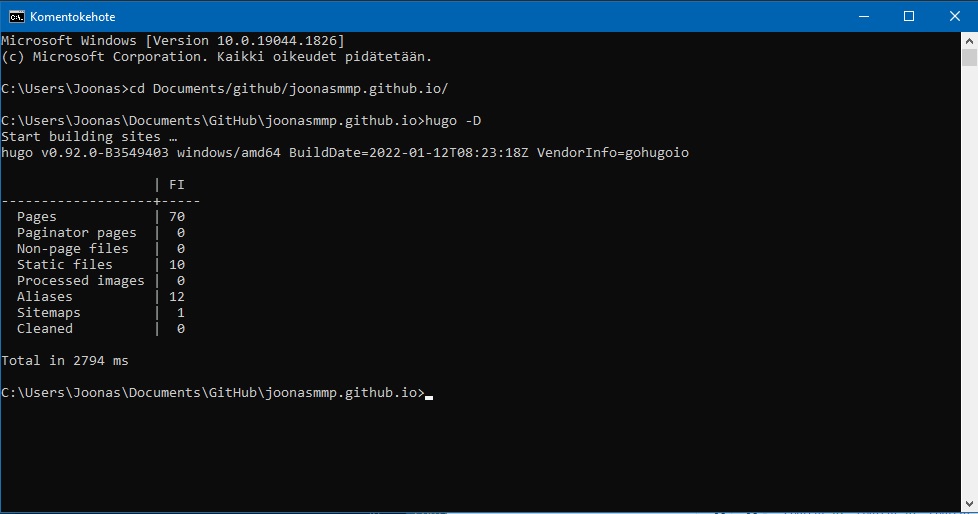 Komentokehote
Microsoft Windows [Version 10.0.19044.1826]
(c) Microsoft Corporation. Kaikki oikeudet pidätetään.
C:\Users\Joonas>cd Documents/github/joonasmmp.github.io/
C:\Users\Joonas\Documents\GitHub\joonasmmp.github.io>hugo -D
Start building sites …
hugo v0.92.0-B3549403 windows/amd64 BuildDate=2022-01-12T08:23:18Z VendorInfo=gohugoio
                   | FI
-------------------+-----
  Pages            | 70
  Paginator pages  |  0
  Non-page files   |  0
  Static files     | 10
  Processed images |  0
  Aliases          | 12
  Sitemaps         |  1
  Cleaned          |  0
Total in 2794 ms
C:\Users\Joonas\Documents\GitHub\joonasmmp.github.io>